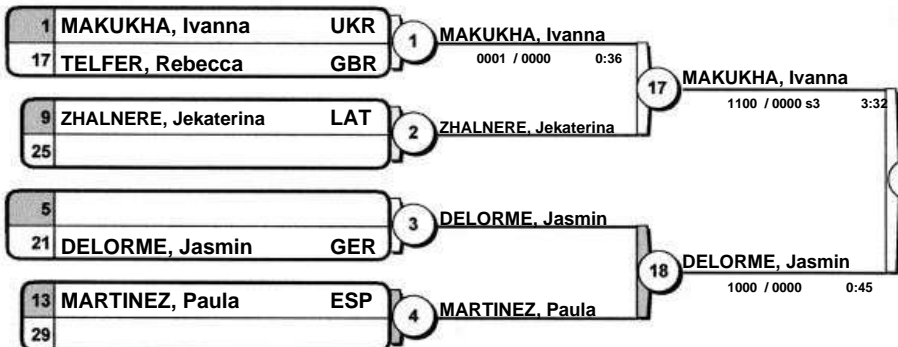 1 MAKUKHA, Ivanna UKR
17 TELFER, Rebecca GBR
1
MAKUKHA, Ivanna
0001 / 0000 0:36
9 ZHALNERE, Jekaterina LAT
25
2
ZHALNERE, Jekaterina
17
MAKUKHA, Ivanna
1100 / 0000 s3 3:32
5
21 DELORME, Jasmin GER
3
DELORME, Jasmin
13 MARTINEZ, Paula ESP
29
4
MARTINEZ, Paula
18
DELORME, Jasmin
1000 / 0000 0:45